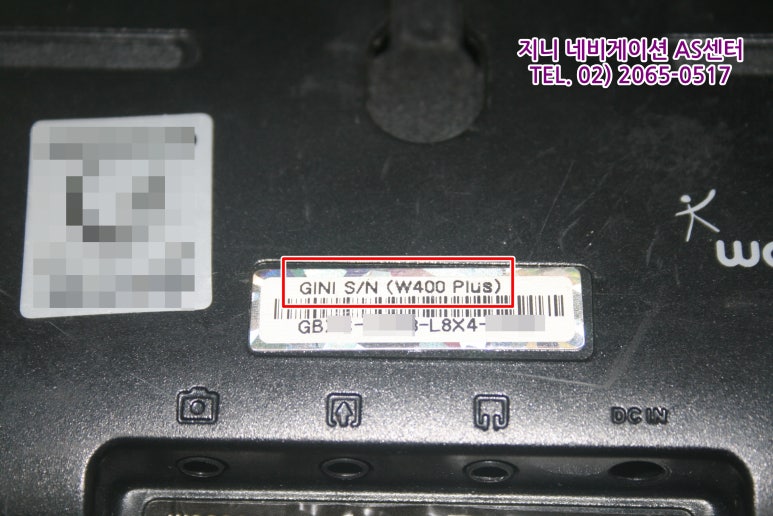 지니 네비게이션 AS센터
TEL. 02) 2065-0517
GINI S/N (W400 Plus)
-L8X4-
DC IN